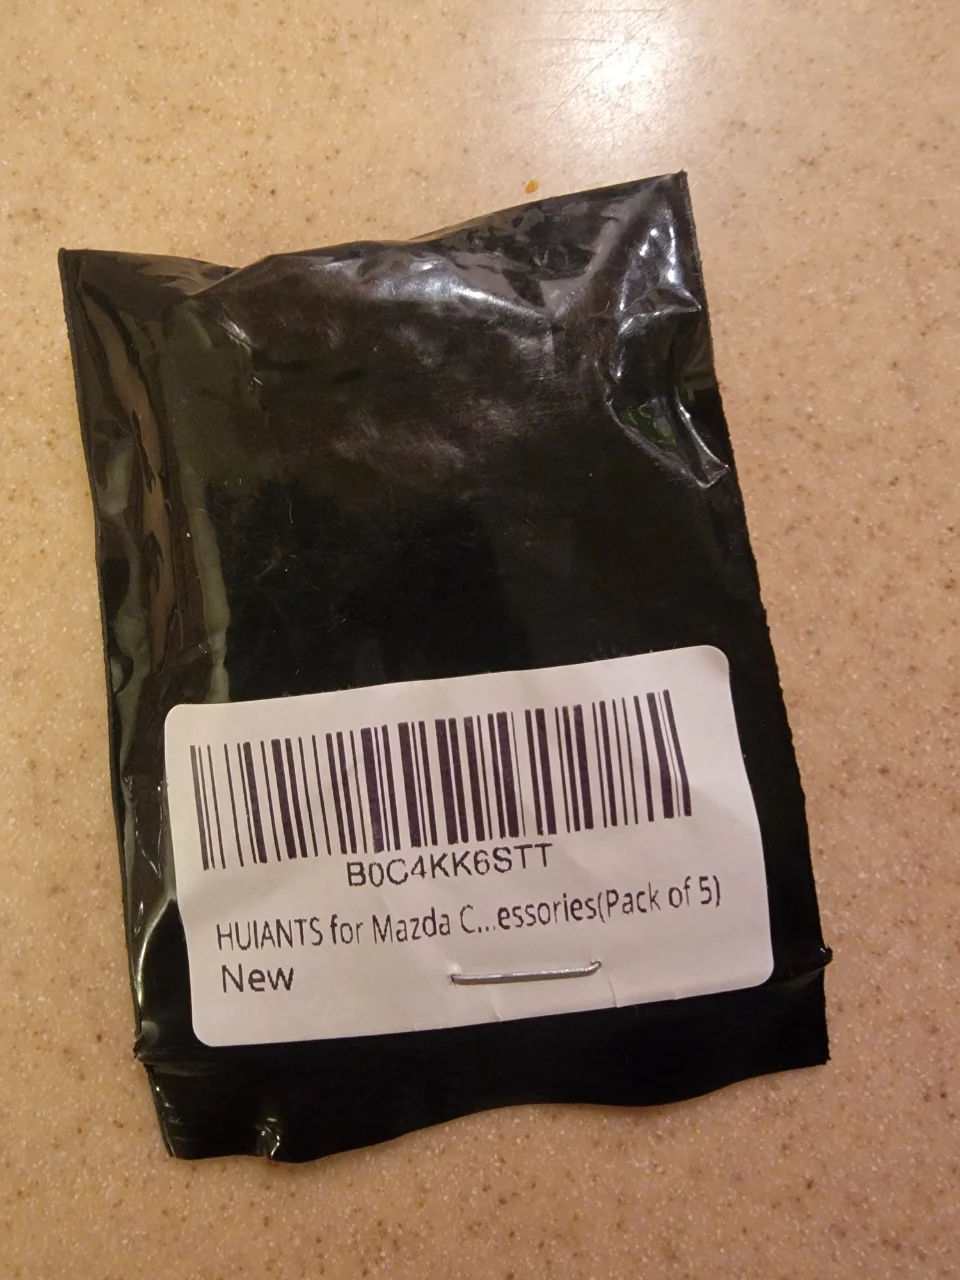 B0C4KK6STT
HUIANTS for Mazda C...essories(Pack of 5)
New